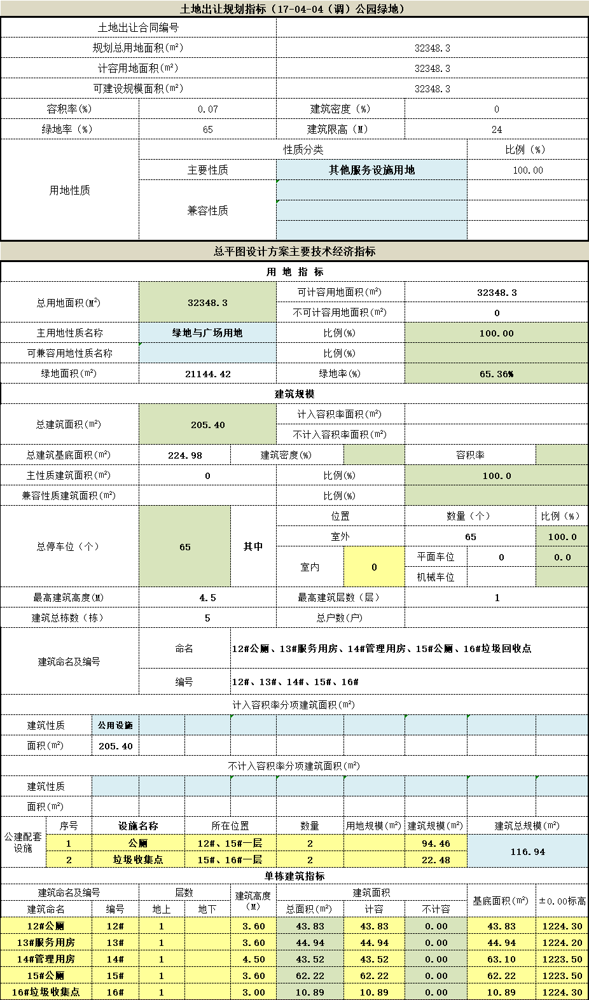 土地出让规划指标（17-04-04（调）公园绿地）
土地出让合同编号
规划总用地面积(㎡) 32348.3
计容用地面积(㎡) 32348.3
可建设规模面积(㎡) 32348.3
容积率(%) 0.07 建筑密度（%） 0
绿地率（%） 65 建筑限高（M） 24
用地性质 性质分类 比例（%）
主要性质 其他服务设施用地 100.00
兼容性质
总平图设计方案主要技术经济指标
用 地 指 标
总用地面积(M²) 32348.3 可计容用地面积(㎡) 32348.3
不可计容用地面积(㎡) 0
主用地性质名称 绿地与广场用地 比例(%) 100.00
可兼容用地性质名称 比例(%)
绿地面积(㎡) 21144.42 绿地率(%) 65.36%
建筑规模
总建筑面积(㎡) 205.40 计入容积率面积(㎡)
不计入容积率面积(㎡)
总建筑基底面积(㎡) 224.98 建筑密度(%) 容积率
主性质建筑面积(㎡) 0 比例(%) 100.0
兼容性质建筑面积(㎡) 比例(%)
总停车位（个） 65 其中 位置 数量（个） 比例（%）
室外 65 100.0
室内 0 平面车位 0 0.0
机械车位
最高建筑高度(M) 4.5 最高建筑层数（层） 1
建筑总栋数（栋） 5 总户数(户)
建筑命名及编号 命名 12#公厕、13#服务用房、14#管理用房、15#公厕、16#垃圾回收点
编号 12#、13#、14#、15#、16#
计入容积率分项建筑面积(㎡)
建筑性质 公用设施
面积(㎡) 205.40
不计入容积率分项建筑面积(㎡)
建筑性质
面积(㎡)
公建配套设施 序号 设施名称 所在位置 数量 用地规模(㎡) 建筑规模(㎡) 建筑总规模(㎡)
1 公厕 12#、15#一层 2 94.46 116.94
2 垃圾收集点 15#、16#一层 2 22.48
单栋建筑指标
建筑命名及编号 层数 建筑高度(M) 建筑面积 基底面积(㎡) ±0.00标高
建筑命名 编号 地上 地下 总面积(㎡) 计容 不计容
12#公厕 12# 1 3.60 43.83 43.83 0.00 43.83 1224.30
13#服务用房 13# 1 3.60 44.94 44.94 0.00 44.94 1224.20
14#管理用房 14# 1 4.50 43.52 43.52 0.00 63.10 1223.50
15#公厕 15# 1 3.60 62.22 62.22 0.00 62.22 1223.50
16#垃圾收集点 16# 1 3.00 10.89 10.89 0.00 10.89 1224.30